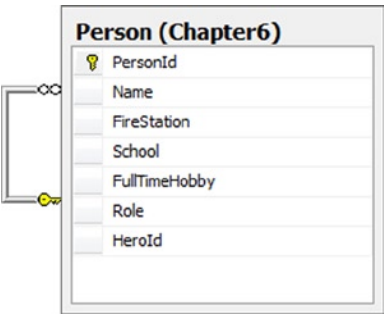 Person (Chapter6)
PersonId
Name
FireStation
School
FullTimeHobby
Role
HeroId